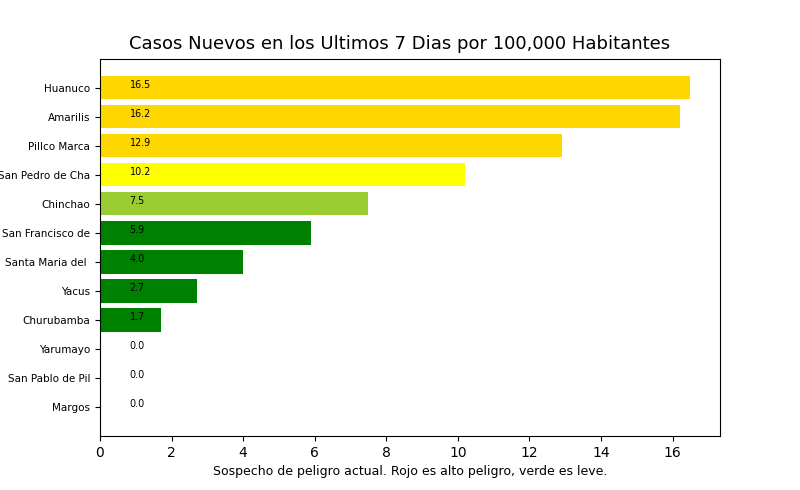 Casos Nuevos en los Ultimos 7 Dias por 100,000 Habitantes
Huanuco 16.5
Amarilis 16.2
Pillco Marca 12.9
San Pedro de Cha 10.2
Chinchao 7.5
San Francisco de 5.9
Santa Maria del 4.0
Yacus 2.7
Churubamba 1.7
Yarumayo 0.0
San Pablo de Pil 0.0
Margos 0.0
0 2 4 6 8 10 12 14 16
Sospecho de peligro actual. Rojo es alto peligro, verde es leve.